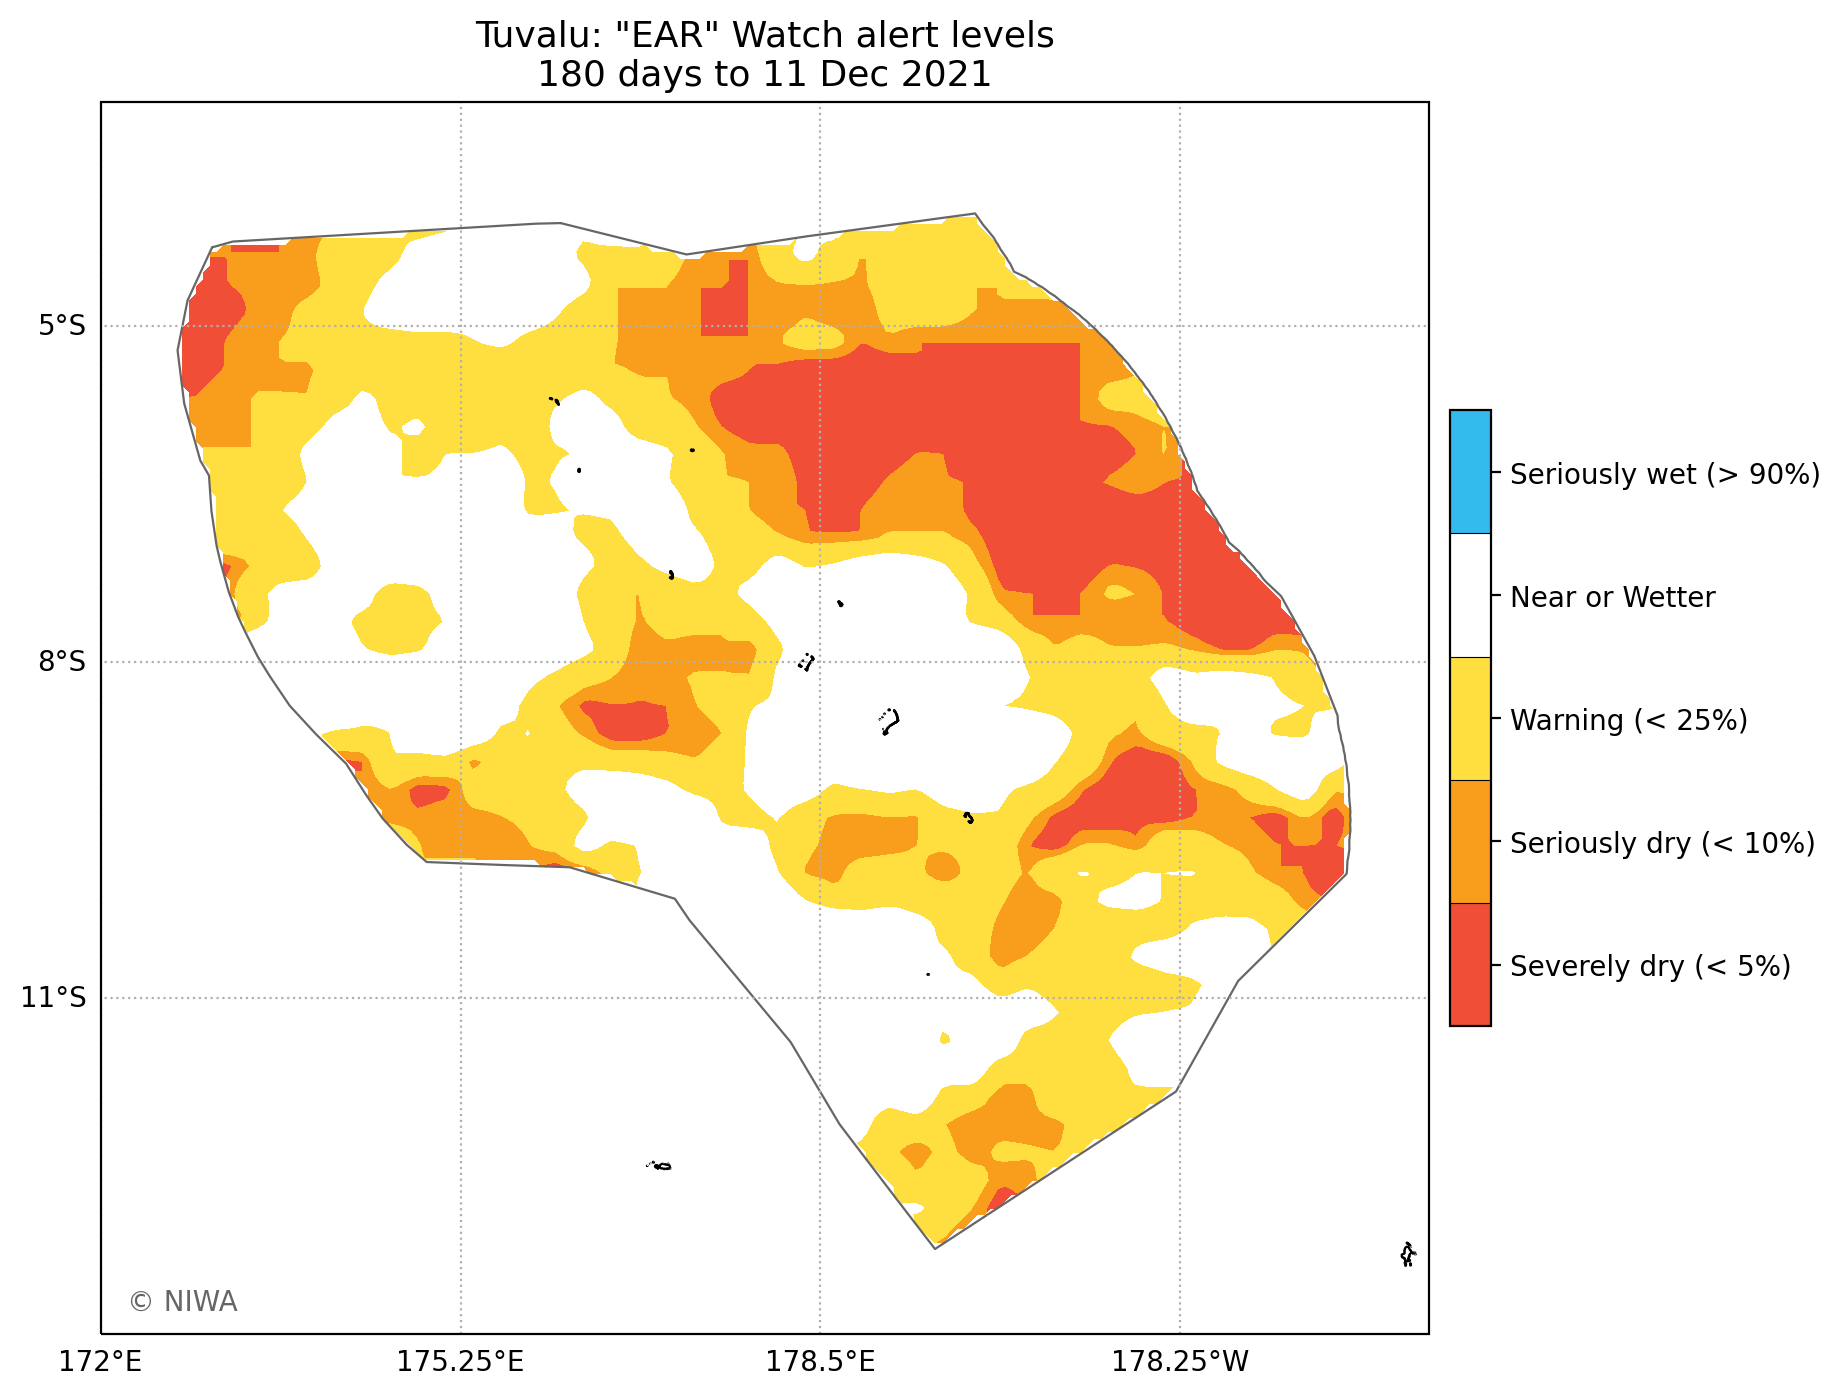 Tuvalu: "EAR" Watch alert levels
180 days to 11 Dec 2021
5°S
8°S
11°S
172°E
175.25°E
178.5°E
178.25°W
© NIWA
Seriously wet (> 90%)
Near or Wetter
Warning (< 25%)
Seriously dry (< 10%)
Severely dry (< 5%)